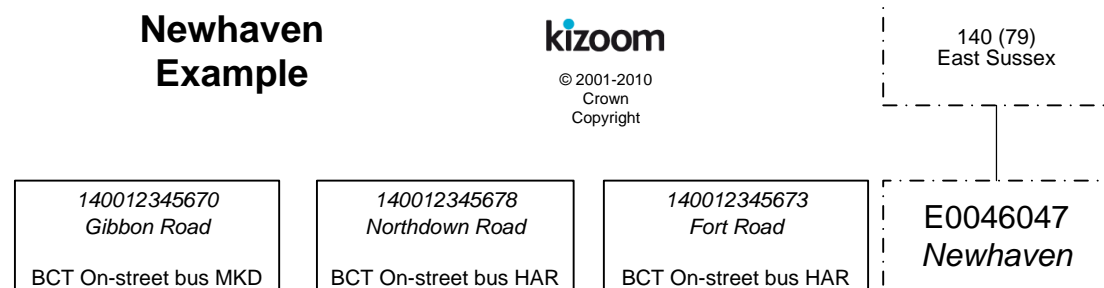 Newhaven
Example
kizoom
© 2001-2010
Crown
Copyright
140 (79)
East Sussex
140012345670
Gibbon Road
BCT On-street bus MKD
140012345678
Northdown Road
BCT On-street bus HAR
140012345673
Fort Road
BCT On-street bus HAR
E0046047
Newhaven